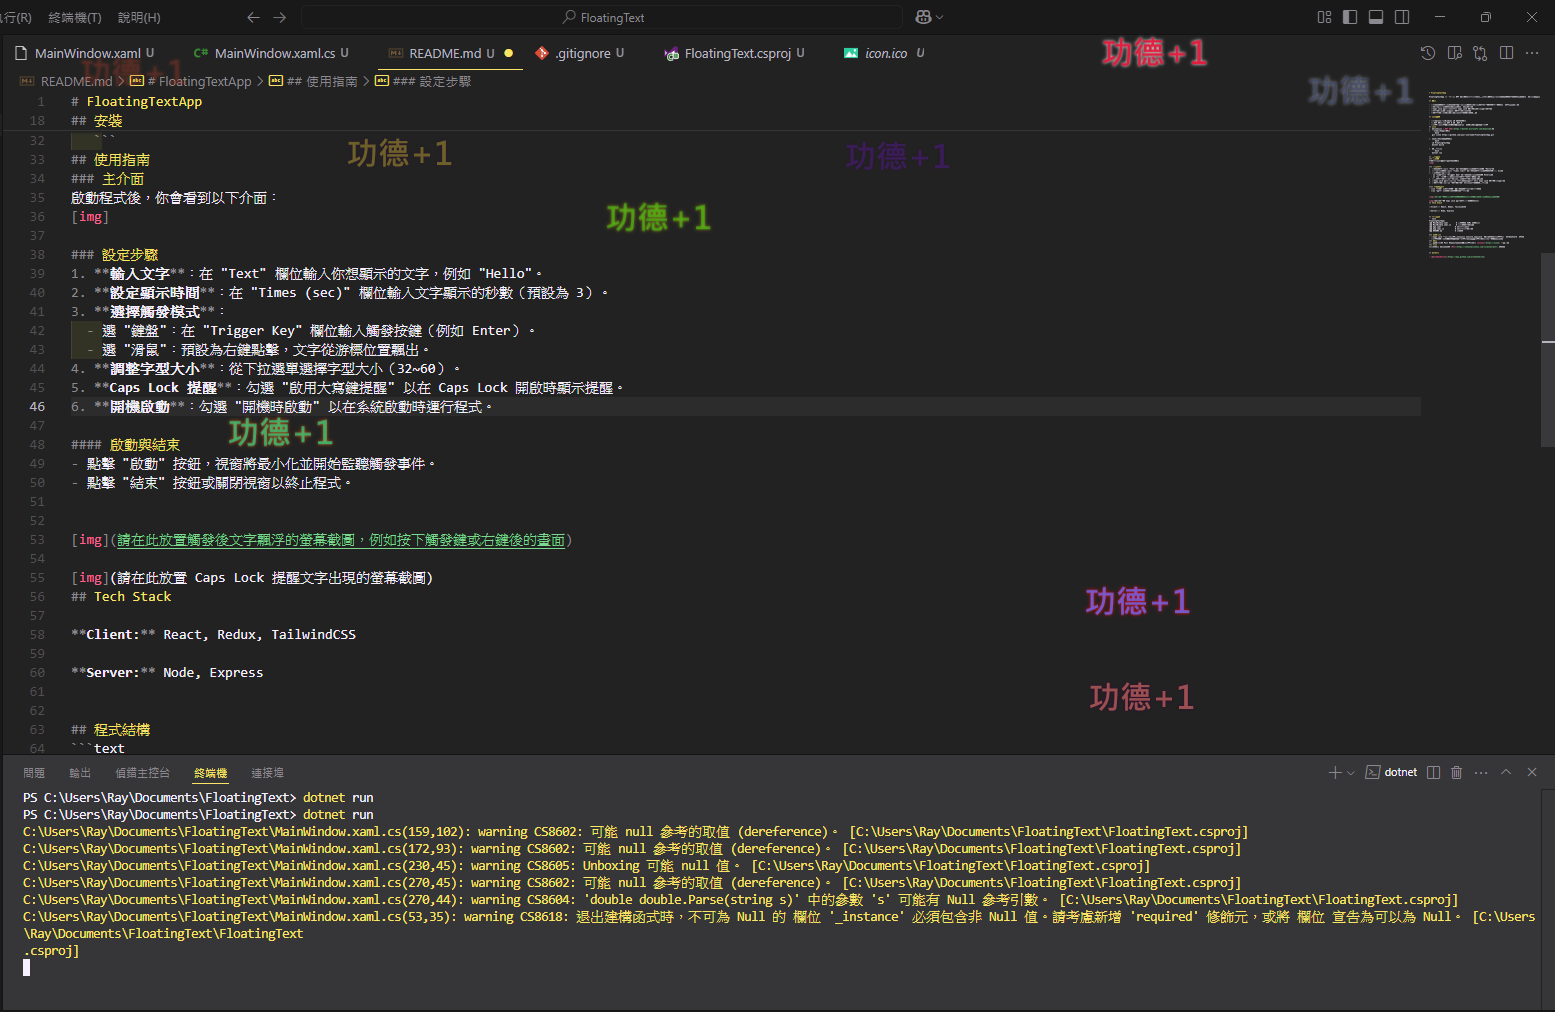 行(R) 終端機(T) 說明(H)
FloatingText
MainWindow.xaml U
C# MainWindow.xaml.cs U
README.md U
.gitignore U
FloatingText.csproj U
icon.ico U
README.md > # FloatingTextApp > ## 使用指南 > ### 設定步驟
功德+1
功德+1
功德+1
1 # FloatingTextApp
18 ## 安裝
32 ```
33 ## 使用指南
34 ### 主介面
35 啟動程式後，你會看到以下介面：
36 [img]
37
38 ### 設定步驟
39 1. **輸入文字**：在 "Text" 欄位輸入你想顯示的文字，例如 "Hello"。
40 2. **設定顯示時間**：在 "Times (sec)" 欄位輸入文字顯示的秒數（預設為 3）。
41 3. **選擇觸發模式**：
42 - 選 "鍵盤"：在 "Trigger Key" 欄位輸入觸發按鍵（例如 Enter）。
43 - 選 "滑鼠"：預設為右鍵點擊，文字從游標位置飄出。
44 4. **調整字型大小**：從下拉選單選擇字型大小（32~60）。
45 5. **Caps Lock 提醒**：勾選 "啟用大寫鍵提醒" 以在 Caps Lock 開啟時顯示提醒。
46 6. **開機啟動**：勾選 "開機時啟動" 以在系統啟動時運行程式。
47
48 #### 啟動與結束
49 - 點擊 "啟動" 按鈕，視窗將最小化並開始監聽觸發事件。
50 - 點擊 "結束" 按鈕或關閉視窗以終止程式。
51
52
53 [img](請在此放置觸發後文字飄浮的螢幕截圖，例如按下觸發鍵或右鍵後的畫面)
54
55 [img](請在此放置 Caps Lock 提醒文字出現的螢幕截圖)
56 ## Tech Stack
57
58 **Client:** React, Redux, TailwindCSS
59
60 **Server:** Node, Express
61
62
63 ## 程式結構
64 ```text
功德+1
功德+1
功德+1
功德+1
功德+1
功德+1
問題 輸出 偵錯主控台 終端機 連接埠
dotnet
PS C:\Users\Ray\Documents\FloatingText> dotnet run
PS C:\Users\Ray\Documents\FloatingText> dotnet run
C:\Users\Ray\Documents\FloatingText\MainWindow.xaml.cs(159,102): warning CS8602: 可能 null 參考的取值 (dereference)。 [C:\Users\Ray\Documents\FloatingText\FloatingText.csproj]
C:\Users\Ray\Documents\FloatingText\MainWindow.xaml.cs(172,93): warning CS8602: 可能 null 參考的取值 (dereference)。 [C:\Users\Ray\Documents\FloatingText\FloatingText.csproj]
C:\Users\Ray\Documents\FloatingText\MainWindow.xaml.cs(230,45): warning CS8605: Unboxing 可能 null 值。 [C:\Users\Ray\Documents\FloatingText\FloatingText.csproj]
C:\Users\Ray\Documents\FloatingText\MainWindow.xaml.cs(270,45): warning CS8602: 可能 null 參考的取值 (dereference)。 [C:\Users\Ray\Documents\FloatingText\FloatingText.csproj]
C:\Users\Ray\Documents\FloatingText\MainWindow.xaml.cs(270,44): warning CS8604: 'double double.Parse(string s)' 中的參數 's' 可能有 Null 參考引數。 [C:\Users\Ray\Documents\FloatingText\FloatingText.csproj]
C:\Users\Ray\Documents\FloatingText\MainWindow.xaml.cs(53,35): warning CS8618: 退出建構函式時，不可為 Null 的 欄位 '_instance' 必須包含非 Null 值。請考慮新增 'required' 修飾元，或將 欄位 宣告為可以為 Null。 [C:\Users
\Ray\Documents\FloatingText\FloatingText
.csproj]